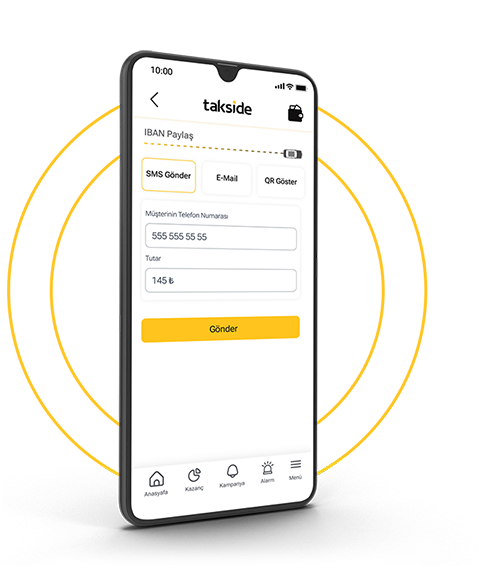 10:00
takside
IBAN Paylaş
SMS Gönder
E-Mail
QR Göster
Müşterinin Telefon Numarası
555 555 55 55
Tutar
145 ₺
Gönder
Anasyafa
Kazanç
Kampanya
Alarm
Menü